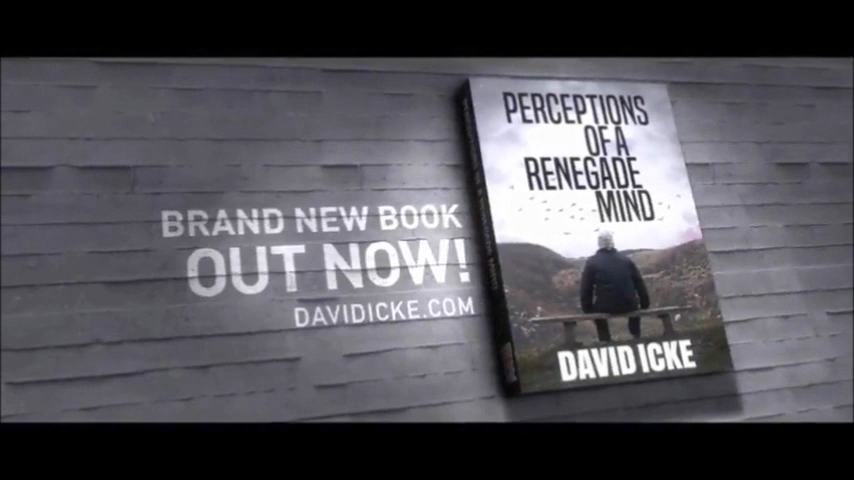 BRAND NEW BOOK
OUT NOW!
DAVIDICKE.COM
PERCEPTIONS
OF A
RENEGADE
MIND
DAVID ICKE